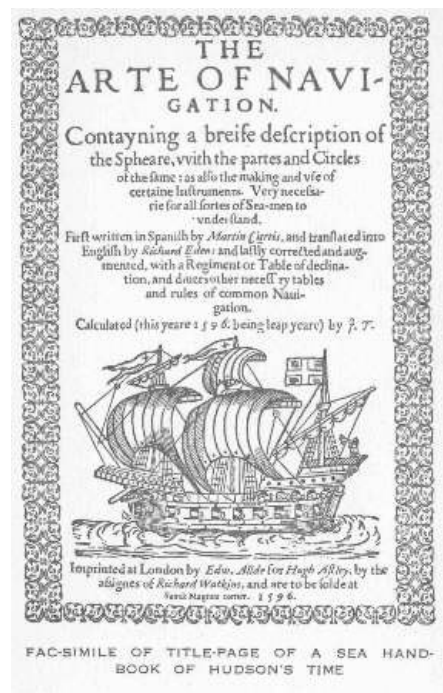 THE
ARTE OF NAVI-
GATION.
Contayning a breife description of
the Spheare, vvith the partes and Circles
of the same: as also the making and vse of
certaine Instruments. Very necessa-
rie for all sortes of Sea-men to
vnderstand.
First written in Spanish by Martin Curtis, and translated into
English by Richard Eden: and lastly corrected and aug-
mented, with a Regiment or Table of declina-
tion, and diuers other necessary tables
and rules of common Naui-
gation.
Calculated (this yeare 1596. being leap yeare) by J. T.
Imprinted at London by Edw. Allde for Hugh Astley, by the
assignes of Richard Watkins, and are to be solde at
Saint Magnus corner. 1596.
FAC-SIMILE OF TITLE-PAGE OF A SEA HAND-
BOOK OF HUDSON'S TIME